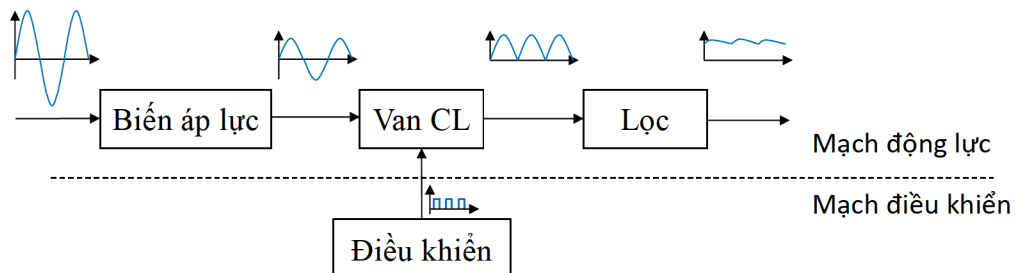 Biến áp lực
Van CL
Lọc
Mạch động lực
Mạch điều khiển
Điều khiển